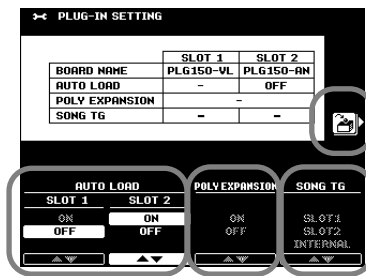 PLUG-IN SETTING
SLOT 1 SLOT 2
BOARD NAME PLG150-VL PLG150-AN
AUTO LOAD - OFF
POLY EXPANSION -
SONG TG - -
AUTO LOAD POLY EXPANSION SONG TG
SLOT 1 SLOT 2
ON ON ON SLOT1
OFF OFF OFF SLOT2
INTERNAL